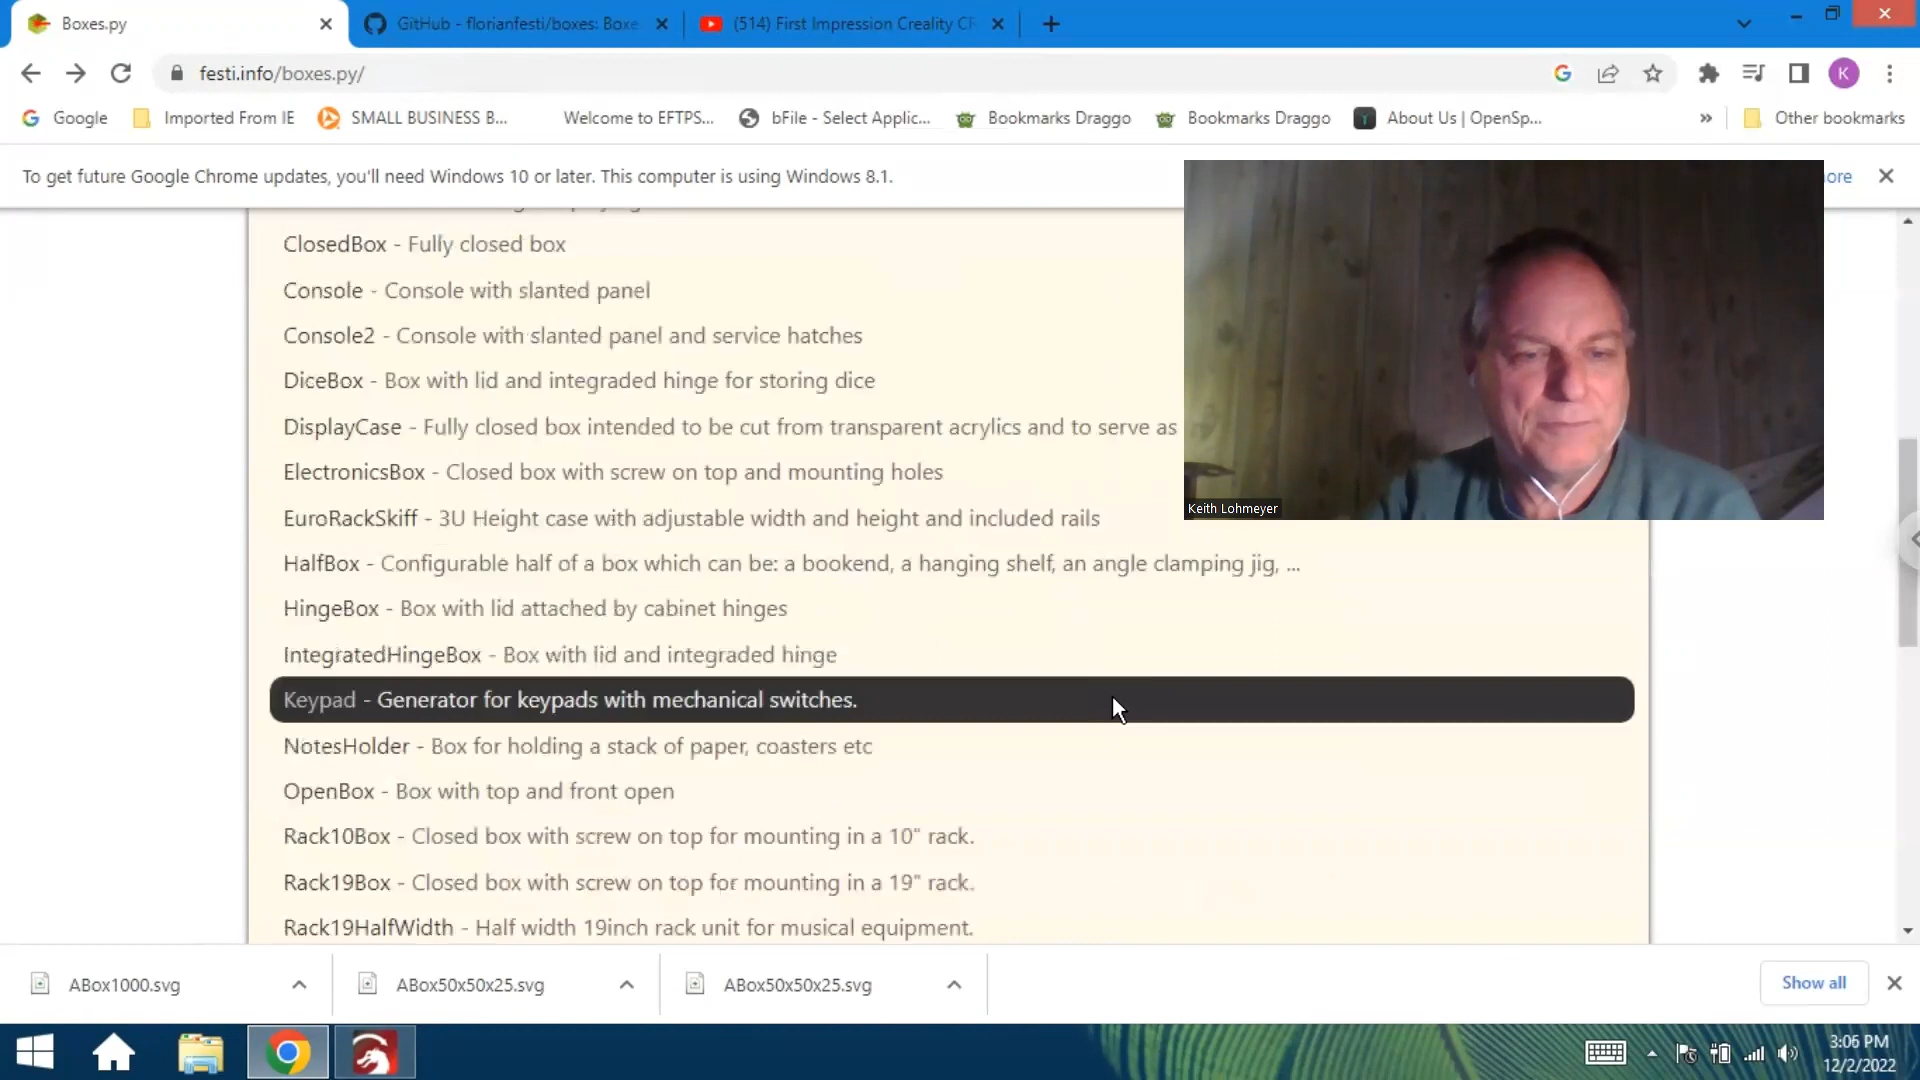 Boxes.py
GitHub - florianfesti/boxes: Boxe
(514) First Impression Creality CR
festi.info/boxes.py/
K
Google
Imported From IE
SMALL BUSINESS B...
Welcome to EFTPS...
bFile - Select Applic...
Bookmarks Draggo
Bookmarks Draggo
About Us | OpenSp...
»
Other bookmarks
To get future Google Chrome updates, you'll need Windows 10 or later. This computer is using Windows 8.1.
ore
ClosedBox - Fully closed box
Console - Console with slanted panel
Console2 - Console with slanted panel and service hatches
DiceBox - Box with lid and integraded hinge for storing dice
DisplayCase - Fully closed box intended to be cut from transparent acrylics and to serve as
ElectronicsBox - Closed box with screw on top and mounting holes
Keith Lohmeyer
EuroRackSkiff - 3U Height case with adjustable width and height and included rails
HalfBox - Configurable half of a box which can be: a bookend, a hanging shelf, an angle clamping jig, ...
HingeBox - Box with lid attached by cabinet hinges
IntegratedHingeBox - Box with lid and integraded hinge
Keypad - Generator for keypads with mechanical switches.
NotesHolder - Box for holding a stack of paper, coasters etc
OpenBox - Box with top and front open
Rack10Box - Closed box with screw on top for mounting in a 10" rack.
Rack19Box - Closed box with screw on top for mounting in a 19" rack.
Rack19HalfWidth - Half width 19inch rack unit for musical equipment.
ABox1000.svg
ABox50x50x25.svg
ABox50x50x25.svg
Show all
3:06 PM
12/2/2022